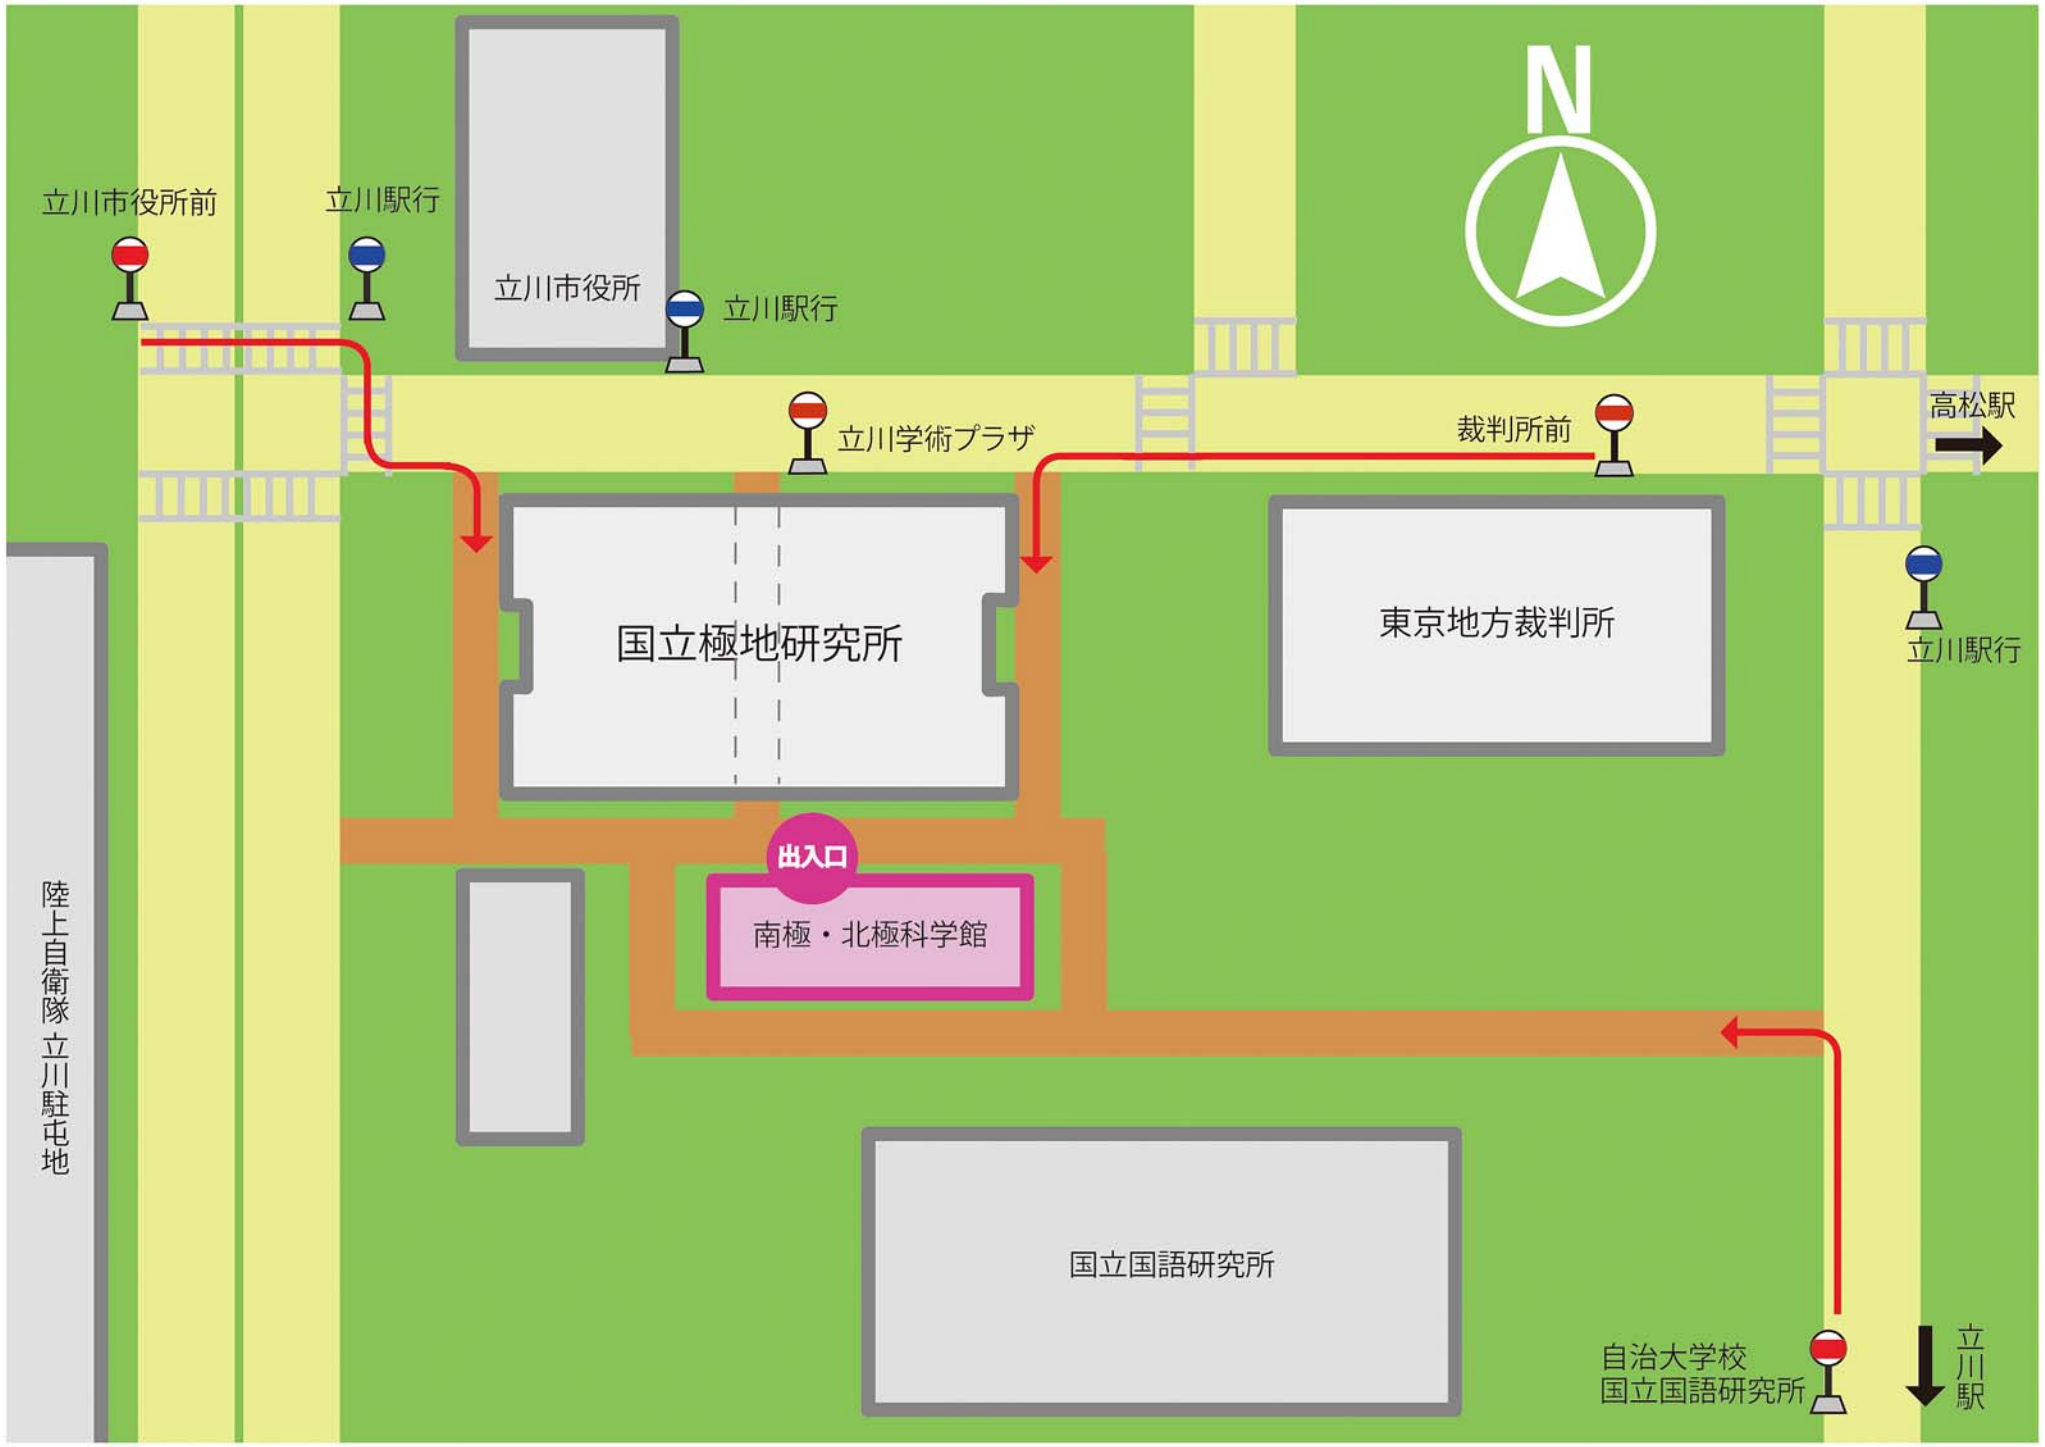 N
立川市役所前
立川駅行
立川市役所
立川駅行
高松駅
立川学術プラザ
裁判所前
国立極地研究所
東京地方裁判所
立川駅行
出入口
南極・北極科学館
陸上自衛隊 立川駐屯地
国立国語研究所
自治大学校
国立国語研究所
立川駅